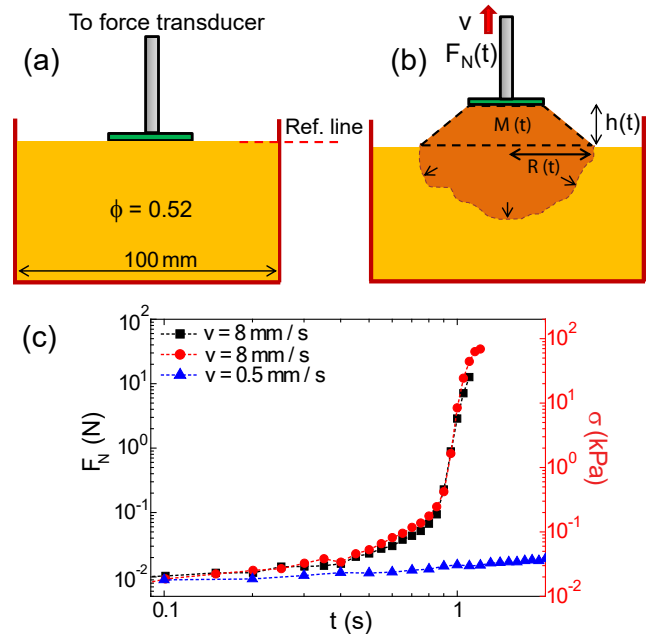 To force transducer
(a)
Ref. line
ϕ = 0.52
100 mm
(b)
v
F_N(t)
M (t)
h(t)
R (t)
(c)
v = 8 mm / s
v = 8 mm / s
v = 0.5 mm / s
F_N (N)
10^2
10^1
10^0
10^-1
10^-2
10^2
10^1
10^0
10^-1
10^-2
σ (kPa)
0.1
1
t (s)